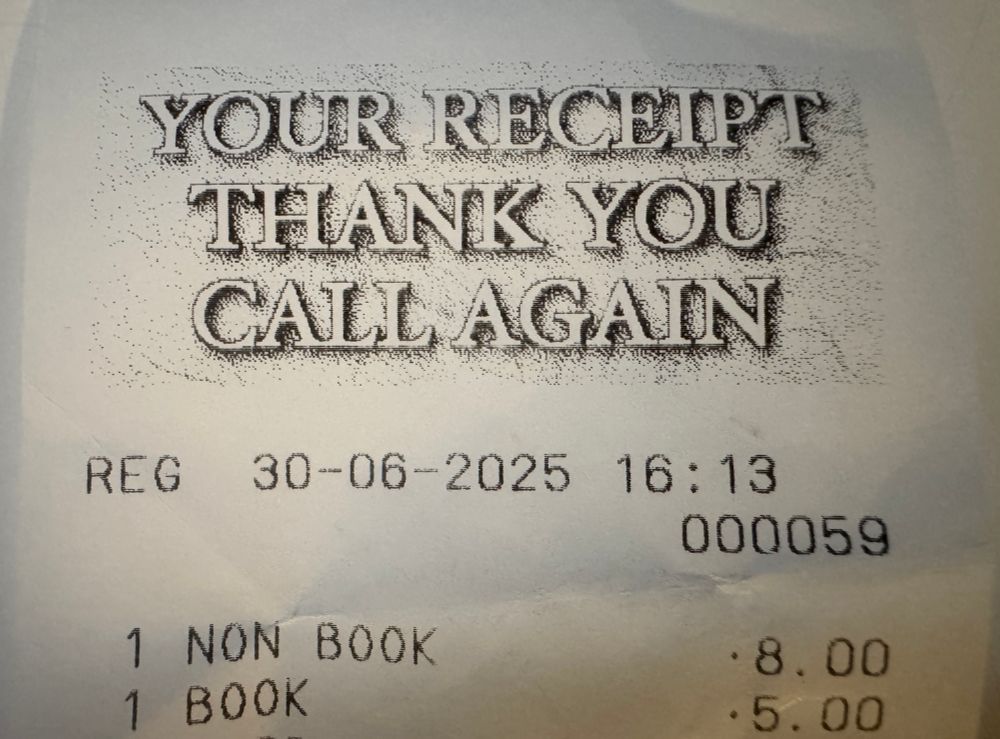 YOUR RECEIPT
THANK YOU
CALL AGAIN
REG 30-06-2025 16:13
000059
1 NON BOOK ·8.00
1 BOOK ·5.00